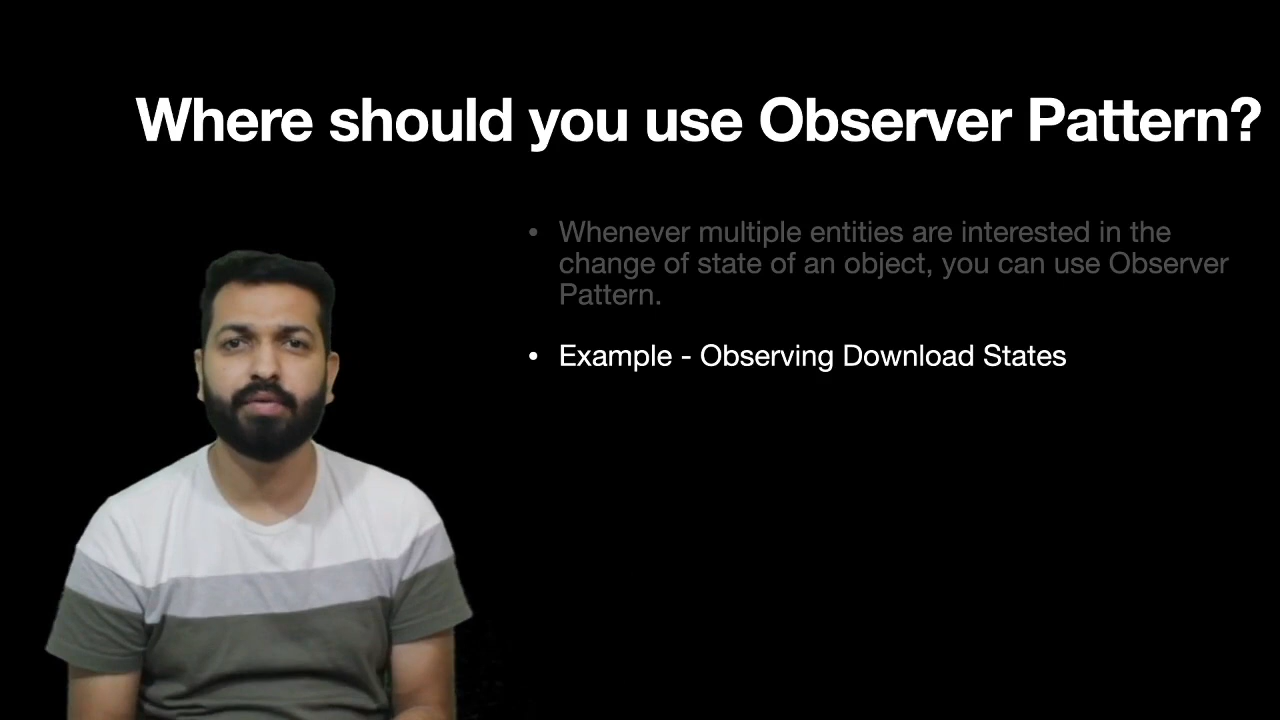 Where should you use Observer Pattern?
• Whenever multiple entities are interested in the
change of state of an object, you can use Observer
Pattern.
• Example - Observing Download States